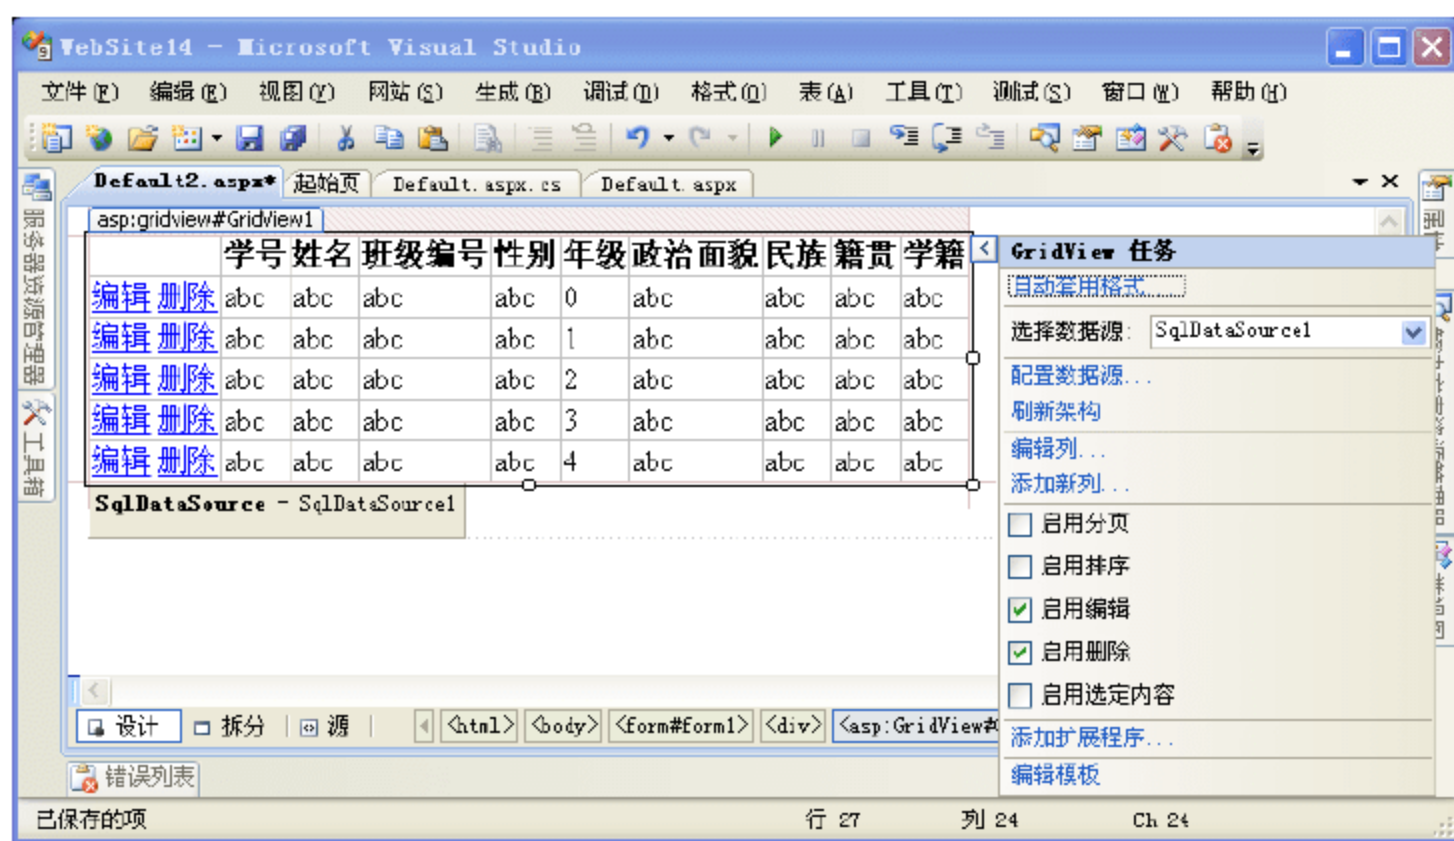 WebSite14 - Microsoft Visual Studio
文件(F) 编辑(E) 视图(V) 网站(S) 生成(B) 调试(D) 格式(O) 表(A) 工具(T) 测试(S) 窗口(W) 帮助(H)
Default2.aspx* 起始页 Default.aspx.cs Default.aspx
服务器资源管理器
工具箱
asp:gridview#GridView1
学号 姓名 班级编号 性别 年级 政治面貌 民族 籍贯 学籍
编辑 删除 abc abc abc abc 0 abc abc abc abc
编辑 删除 abc abc abc abc 1 abc abc abc abc
编辑 删除 abc abc abc abc 2 abc abc abc abc
编辑 删除 abc abc abc abc 3 abc abc abc abc
编辑 删除 abc abc abc abc 4 abc abc abc abc
SqlDataSource - SqlDataSource1
GridView 任务
自动套用格式...
选择数据源: SqlDataSource1
配置数据源...
刷新架构
编辑列...
添加新列...
启用分页
启用排序
启用编辑
启用删除
启用选定内容
添加扩展程序...
编辑模板
设计 拆分 源 <html> <body> <form#form1> <div> <asp:GridView#
错误列表
已保存的项 行 27 列 24 Ch 24